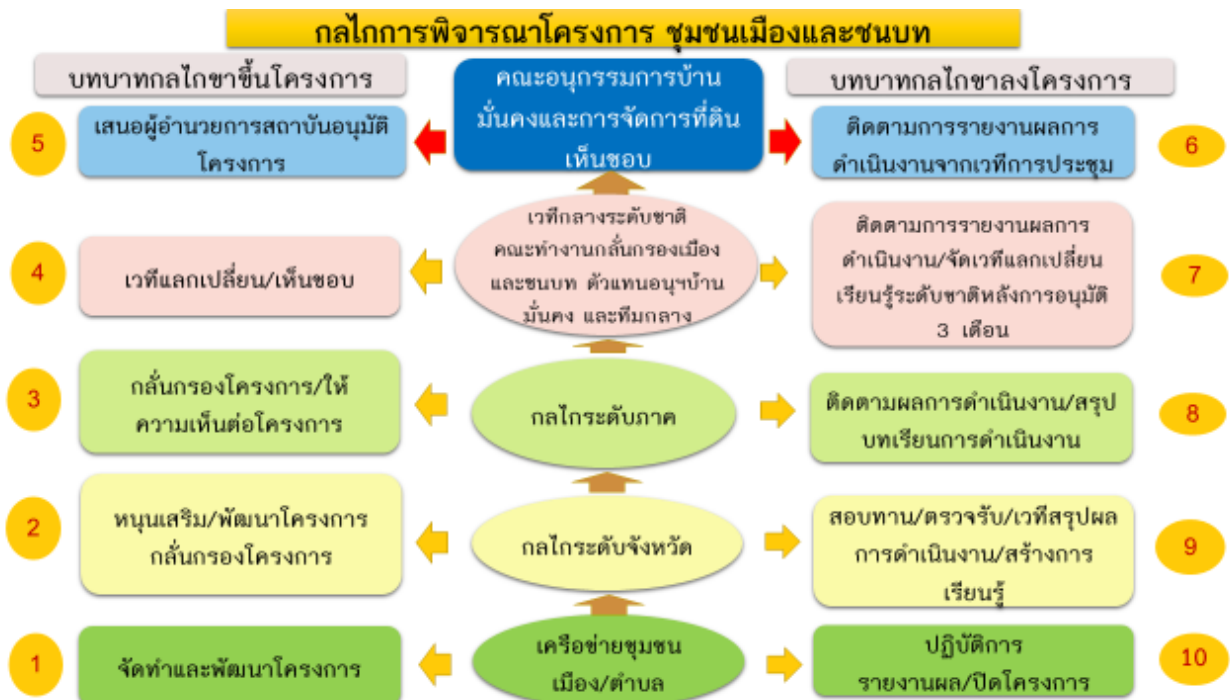 กลไกการพิจารณาโครงการ ชุมชนเมืองและชนบท
บทบาทกลไกขาขึ้นโครงการ
คณะอนุกรรมการบ้าน
มั่นคงและการจัดการที่ดิน
เห็นชอบ
บทบาทกลไกขาลงโครงการ
5
เสนอผู้อำนวยการสถาบันอนุมัติ
โครงการ
ติดตามการรายงานผลการ
ดำเนินงานจากเวทีการประชุม
6
4
เวทีแลกเปลี่ยน/เห็นชอบ
เวทีกลางระดับชาติ
คณะทำงานกลั่นกรองเมือง
และชนบท ตัวแทนอนุฯบ้าน
มั่นคง และทีมกลาง
ติดตามการรายงานผลการ
ดำเนินงาน/จัดเวทีแลกเปลี่ยน
เรียนรู้ระดับชาติหลังการอนุมัติ
3 เดือน
7
3
กลั่นกรองโครงการ/ให้
ความเห็นต่อโครงการ
กลไกระดับภาค
ติดตามผลการดำเนินงาน/สรุป
บทเรียนการดำเนินงาน
8
2
หนุนเสริม/พัฒนาโครงการ
กลั่นกรองโครงการ
กลไกระดับจังหวัด
สอบทาน/ตรวจรับ/เวทีสรุปผล
การดำเนินงาน/สร้างการ
เรียนรู้
9
1
จัดทำและพัฒนาโครงการ
เครือข่ายชุมชน
เมือง/ตำบล
ปฏิบัติการ
รายงานผล/ปิดโครงการ
10